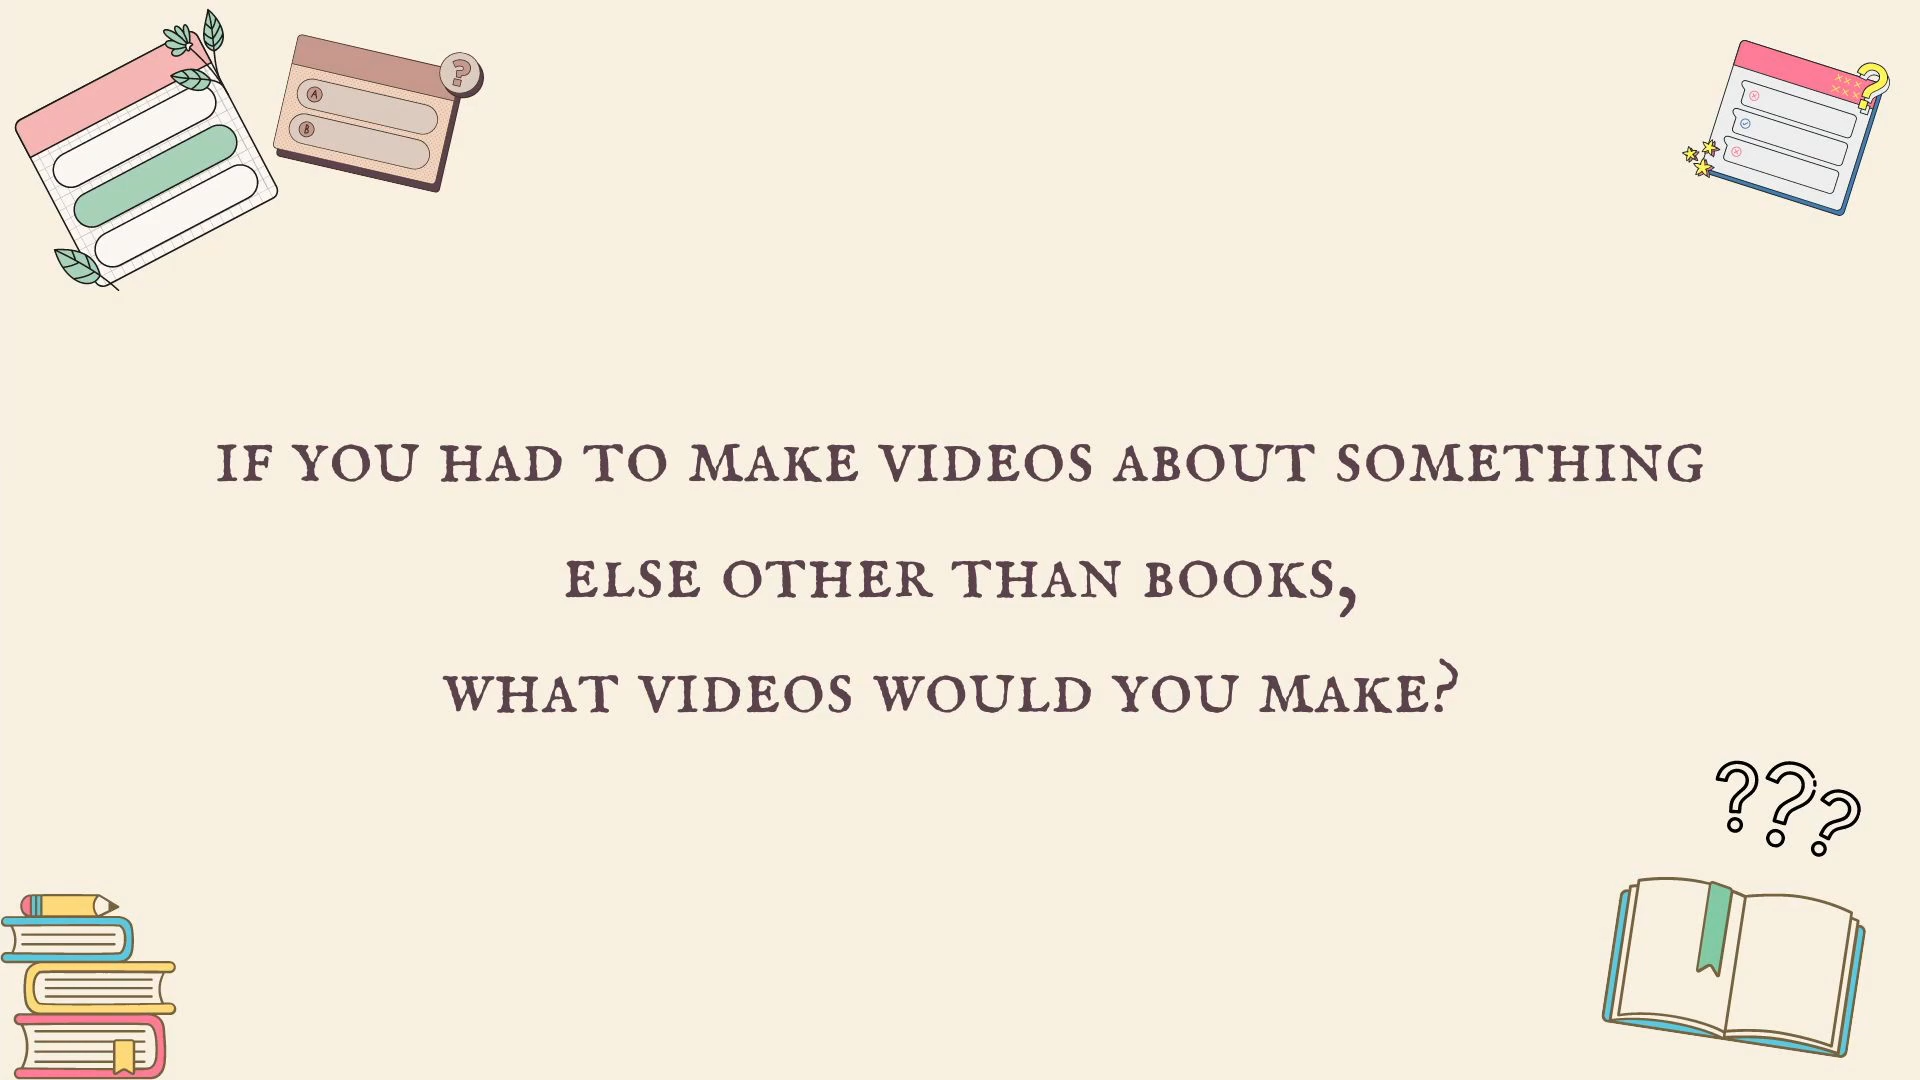 A
B
?
?
IF YOU HAD TO MAKE VIDEOS ABOUT SOMETHING
ELSE OTHER THAN BOOKS,
WHAT VIDEOS WOULD YOU MAKE?
???